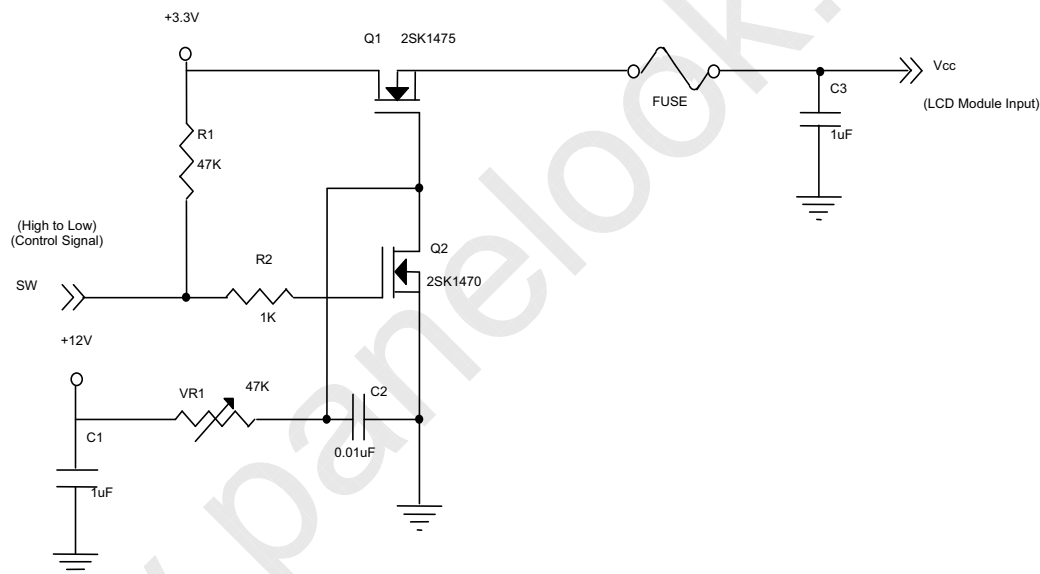 +3.3V
Q1 2SK1475
Vcc
FUSE
C3
(LCD Module Input)
R1
1uF
47K
(High to Low)
(Control Signal)
Q2
R2
SW
2SK1470
1K
+12V
VR1
47K
C2
C1
0.01uF
1uF
panelook.